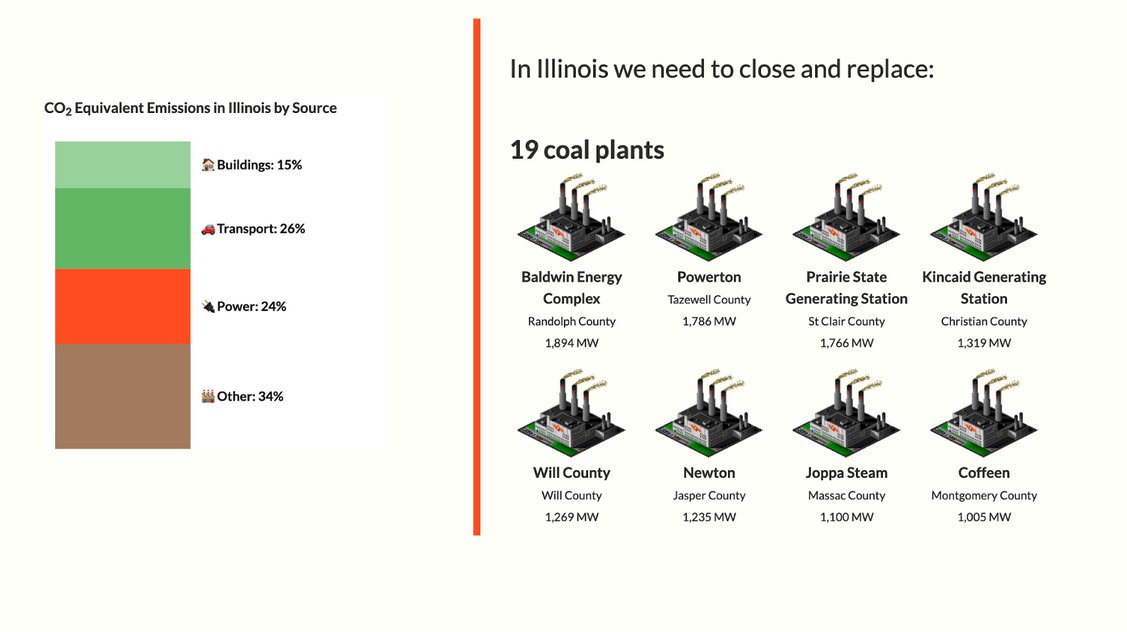 CO2 Equivalent Emissions in Illinois by Source
Buildings: 15%
Transport: 26%
Power: 24%
Other: 34%
In Illinois we need to close and replace:
19 coal plants
Baldwin Energy
Complex
Randolph County
1,894 MW
Powerton
Tazewell County
1,786 MW
Prairie State
Generating Station
St Clair County
1,766 MW
Kincaid Generating
Station
Christian County
1,319 MW
Will County
Will County
1,269 MW
Newton
Jasper County
1,235 MW
Joppa Steam
Massac County
1,100 MW
Coffeen
Montgomery County
1,005 MW